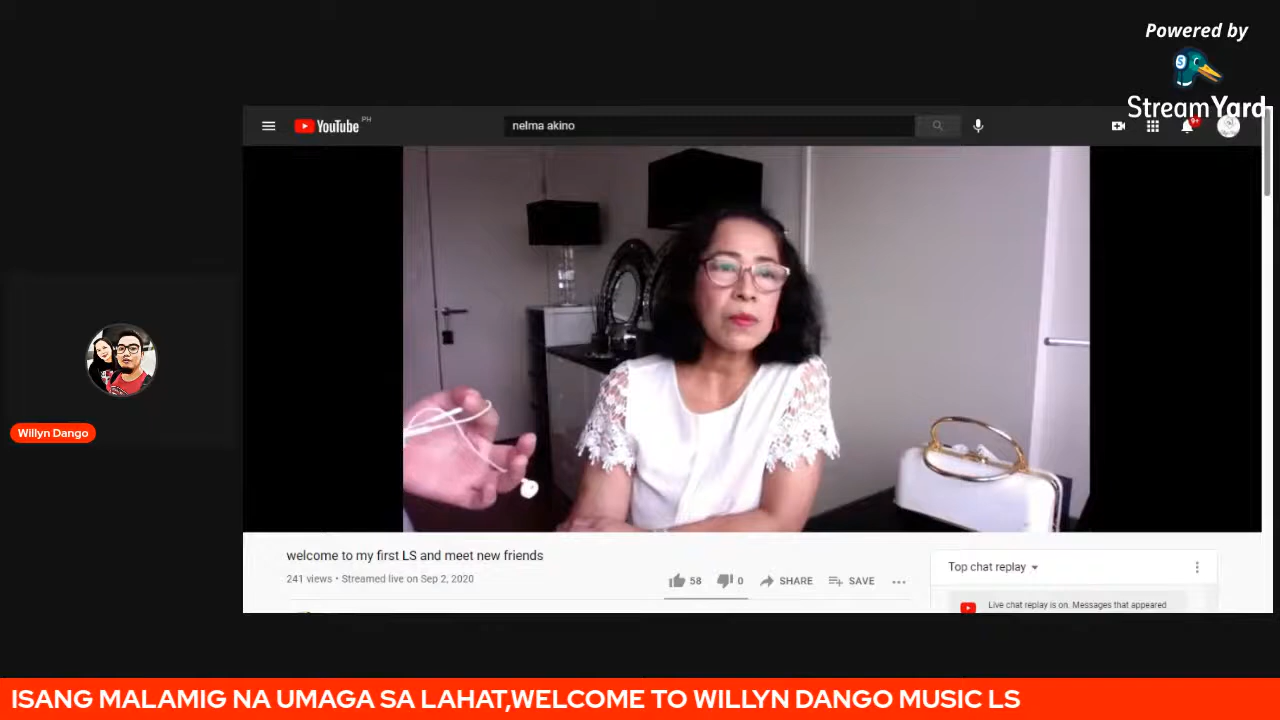 Powered by
StreamYard
YouTube PH
nelma akino
9+
Willyn Dango
welcome to my first LS and meet new friends
241 views • Streamed live on Sep 2, 2020
58 0 SHARE SAVE
Top chat replay
Live chat replay is on. Messages that appeared
ISANG MALAMIG NA UMAGA SA LAHAT,WELCOME TO WILLYN DANGO MUSIC LS